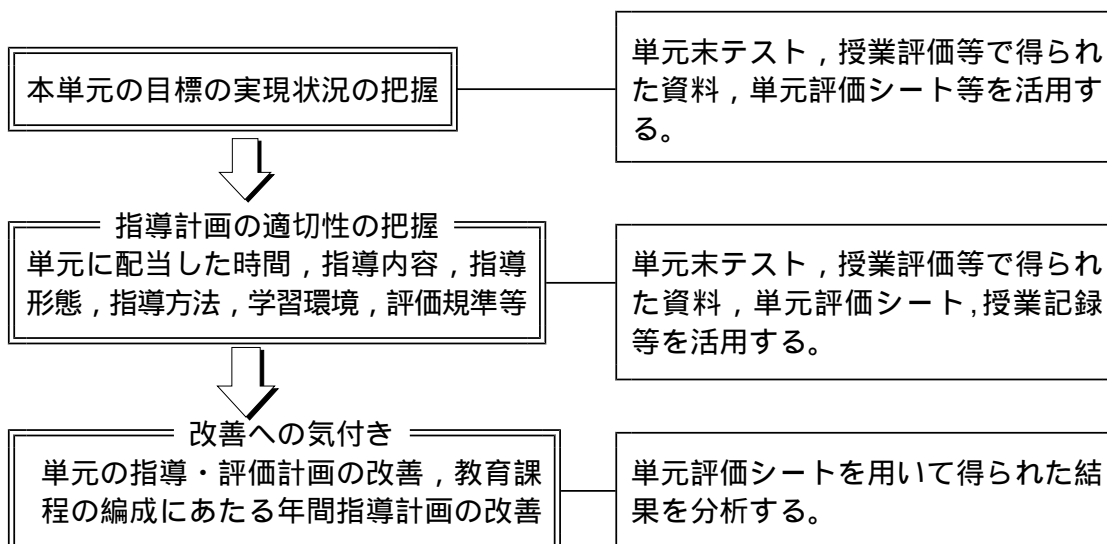 本単元の目標の実現状況の把握
単元末テスト，授業評価等で得られ
た資料，単元評価シート等を活用す
る。
指導計画の適切性の把握
単元に配当した時間，指導内容，指導
形態，指導方法，学習環境，評価規準等
単元末テスト，授業評価等で得られ
た資料，単元評価シート,授業記録
等を活用する。
改善への気付き
単元の指導・評価計画の改善，教育課
程の編成にあたる年間指導計画の改善
単元評価シートを用いて得られた結
果を分析する。